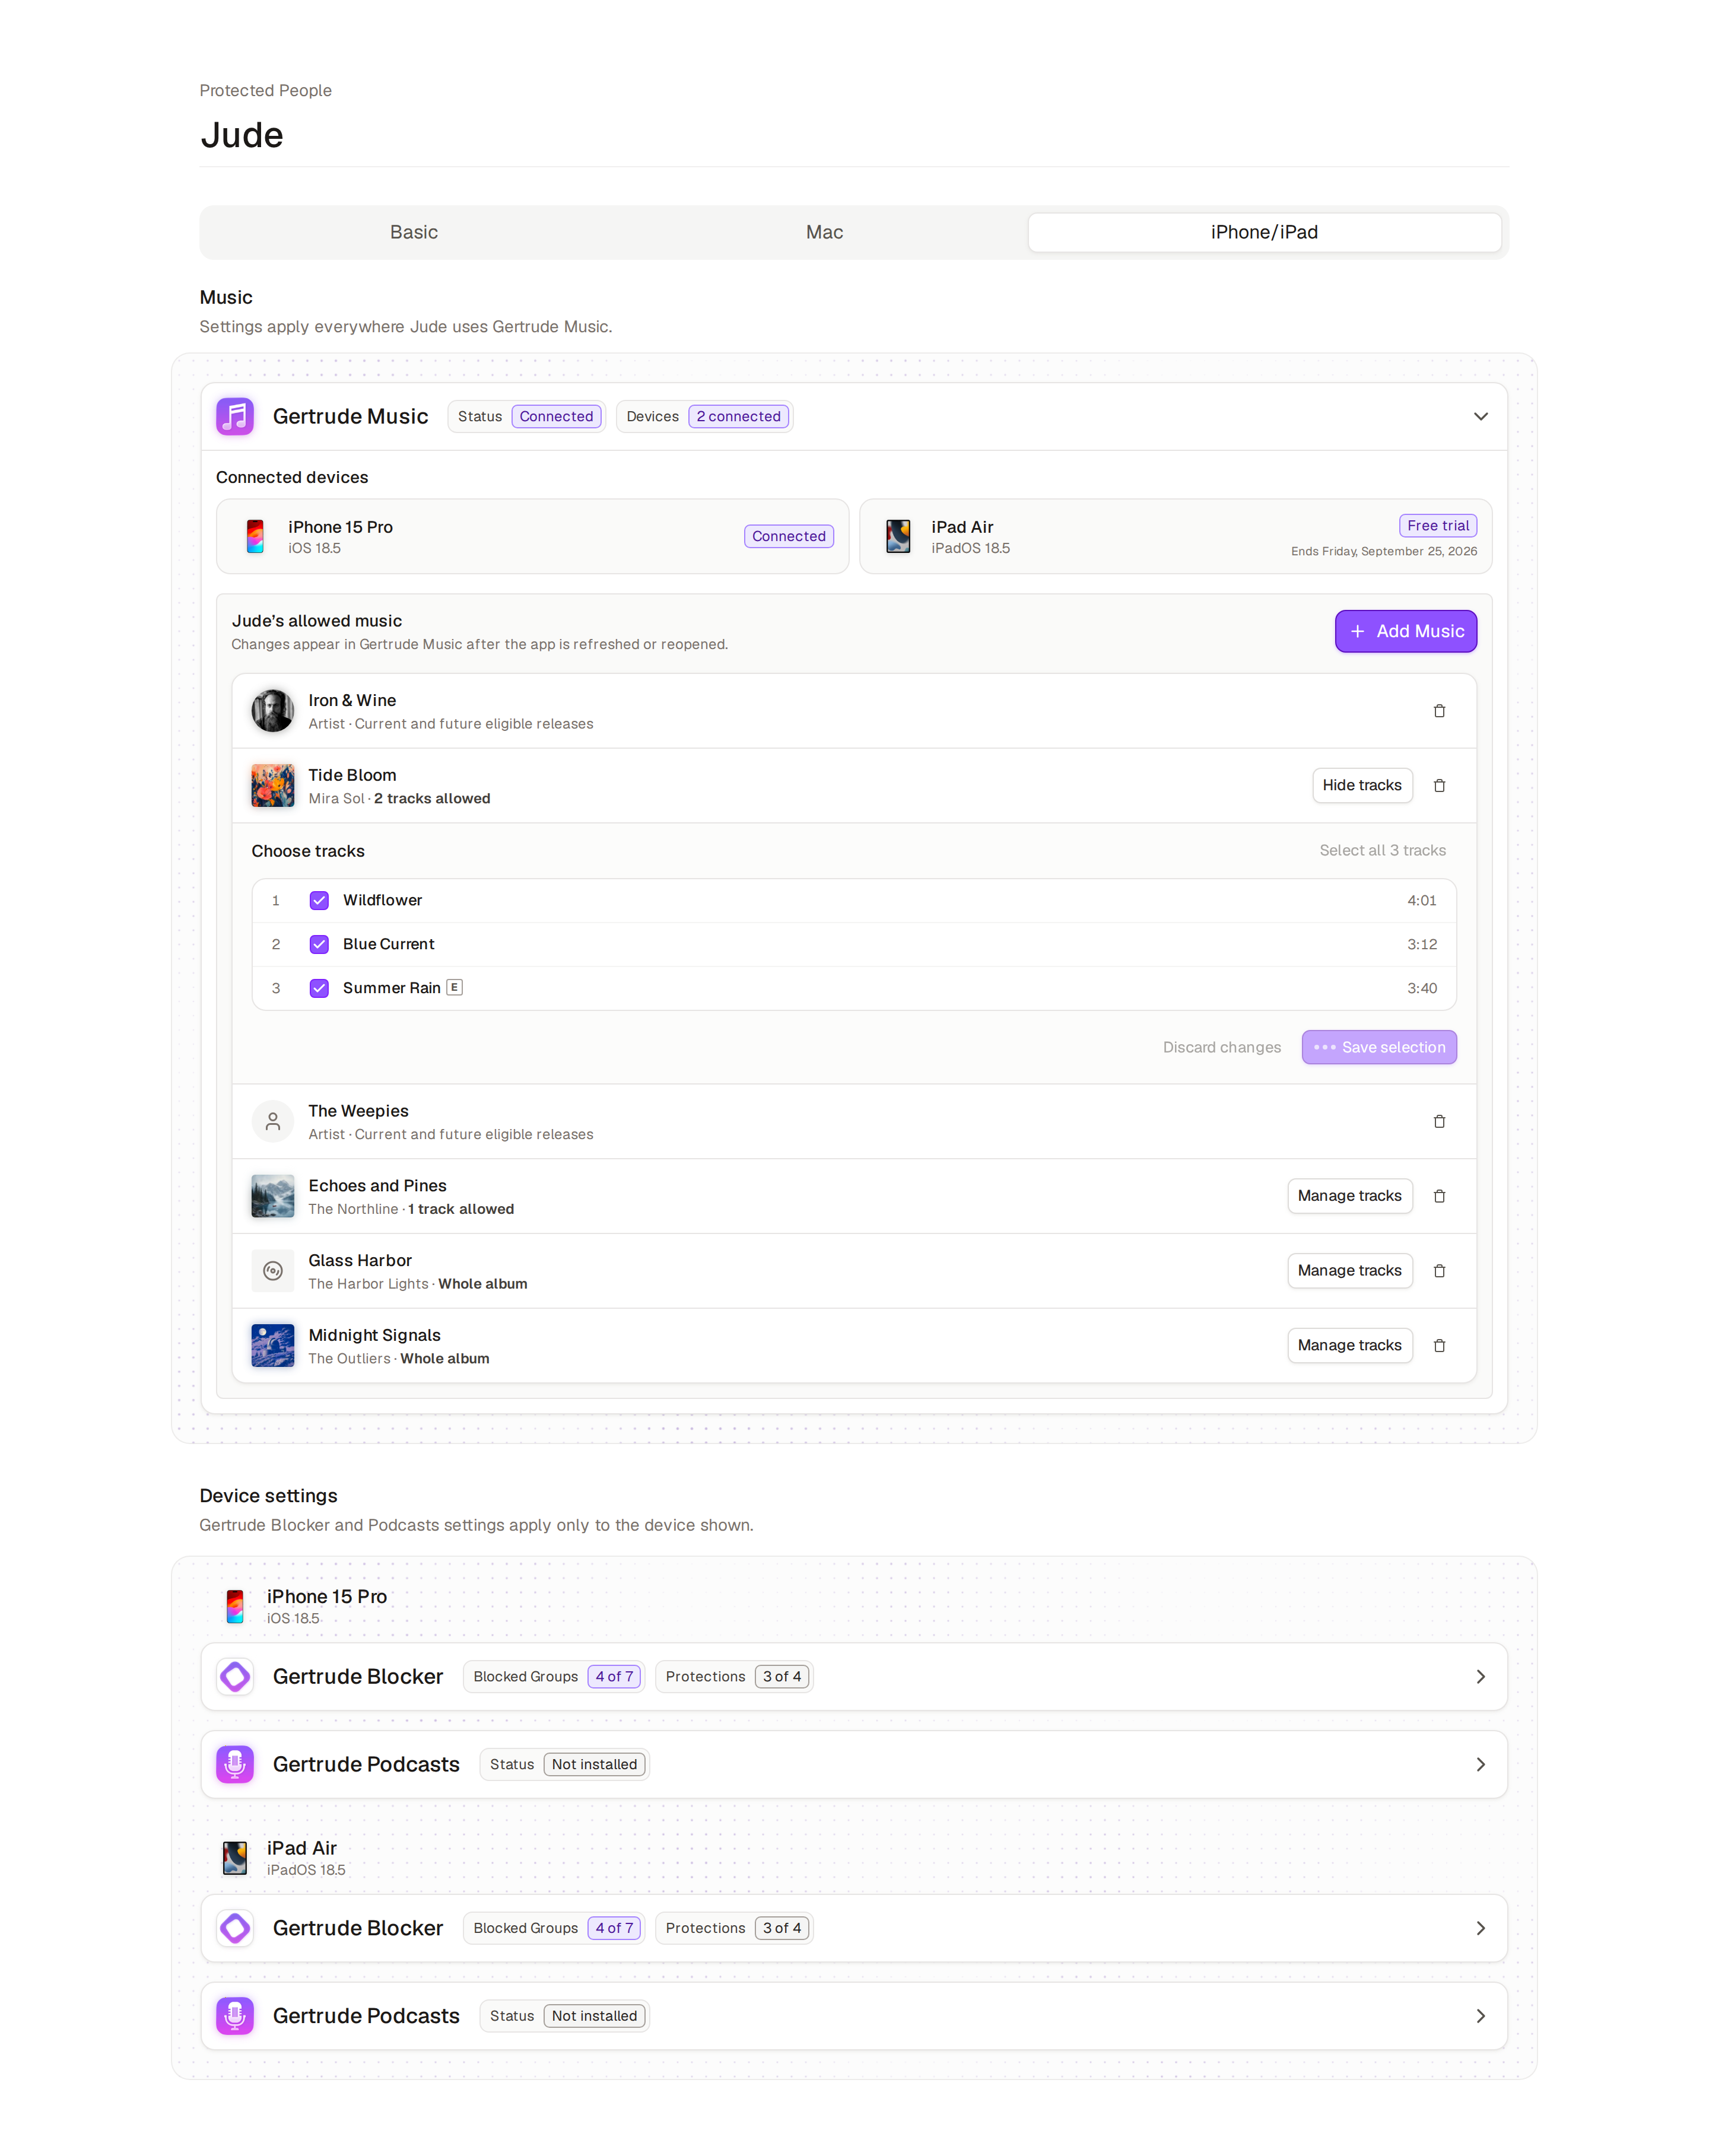 Protected People
Jude
Basic
Mac
iPhone/iPad
Music
Settings apply everywhere Jude uses Gertrude Music.
Gertrude Music
Status Connected
Devices 2 connected
Connected devices
iPhone 15 Pro
iOS 18.5
Connected
iPad Air
iPadOS 18.5
Free trial
Ends Friday, September 25, 2026
Jude’s allowed music
Changes appear in Gertrude Music after the app is refreshed or reopened.
+ Add Music
Iron & Wine
Artist · Current and future eligible releases
Tide Bloom
Mira Sol · 2 tracks allowed
Hide tracks
Choose tracks
Select all 3 tracks
1 Wildflower 4:01
2 Blue Current 3:12
3 Summer Rain E 3:40
Discard changes
Save selection
The Weepies
Artist · Current and future eligible releases
Echoes and Pines
The Northline · 1 track allowed
Manage tracks
Glass Harbor
The Harbor Lights · Whole album
Manage tracks
Midnight Signals
The Outliers · Whole album
Manage tracks
Device settings
Gertrude Blocker and Podcasts settings apply only to the device shown.
iPhone 15 Pro
iOS 18.5
Gertrude Blocker
Blocked Groups 4 of 7
Protections 3 of 4
Gertrude Podcasts
Status Not installed
iPad Air
iPadOS 18.5
Gertrude Blocker
Blocked Groups 4 of 7
Protections 3 of 4
Gertrude Podcasts
Status Not installed